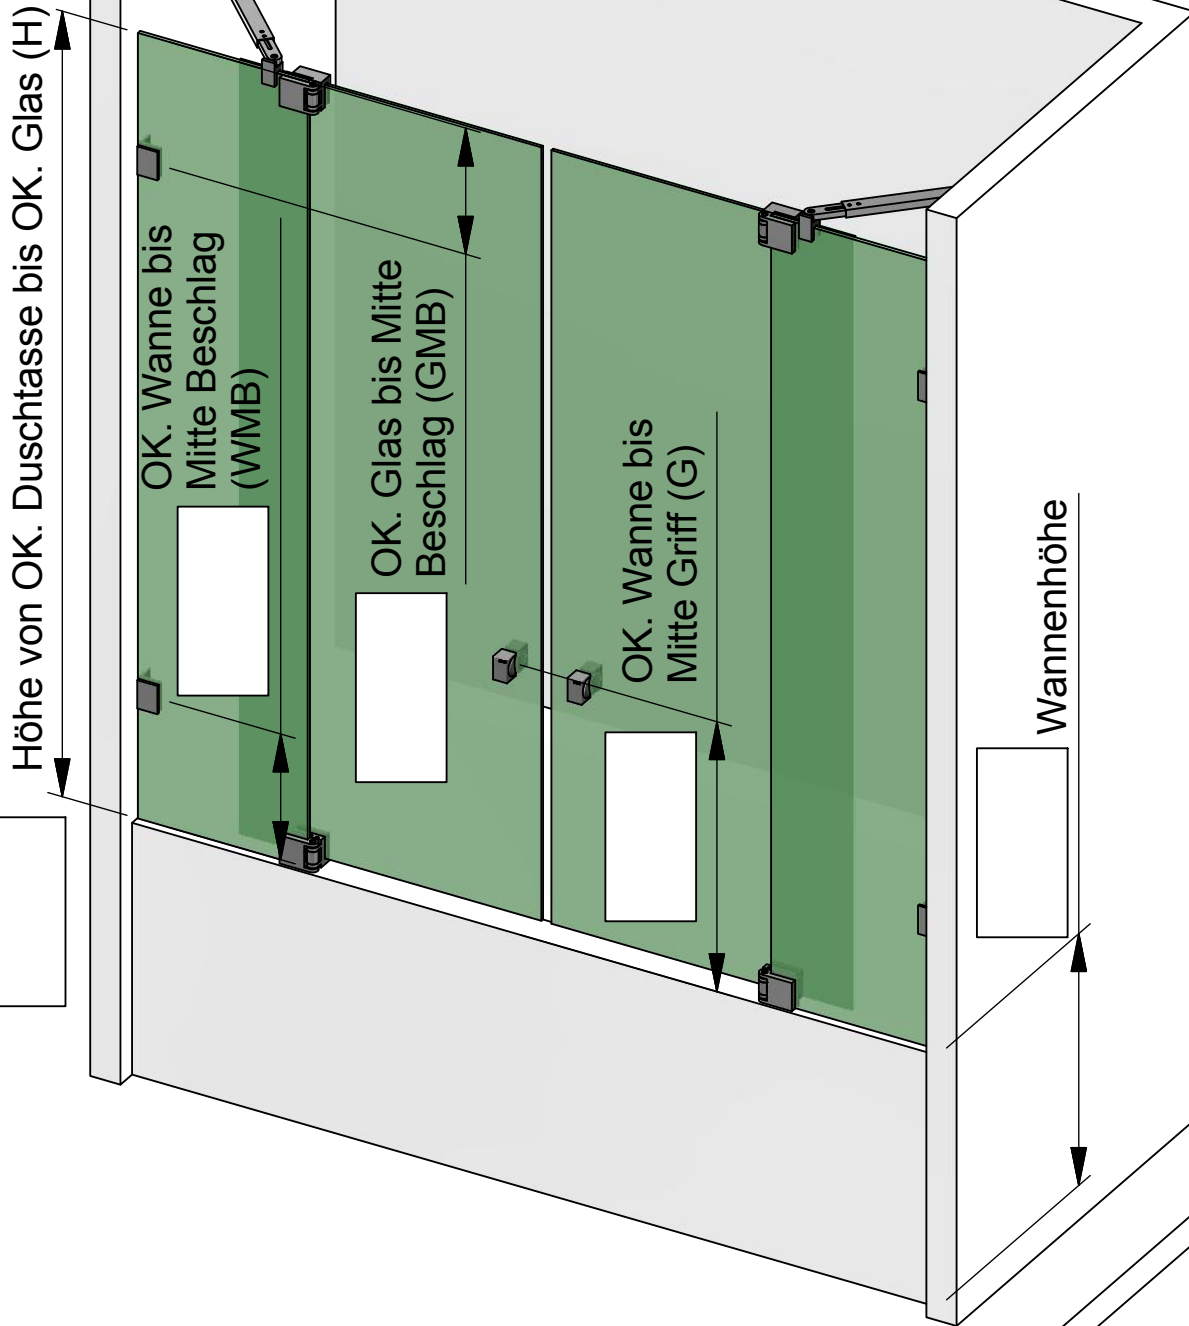 Höhe von OK. Duschtasse bis OK. Glas (H)
OK. Wanne bis
Mitte Beschlag
(WMB)
OK. Glas bis Mitte
Beschlag (GMB)
OK. Wanne bis
Mitte Griff (G)
Wannenhöhe